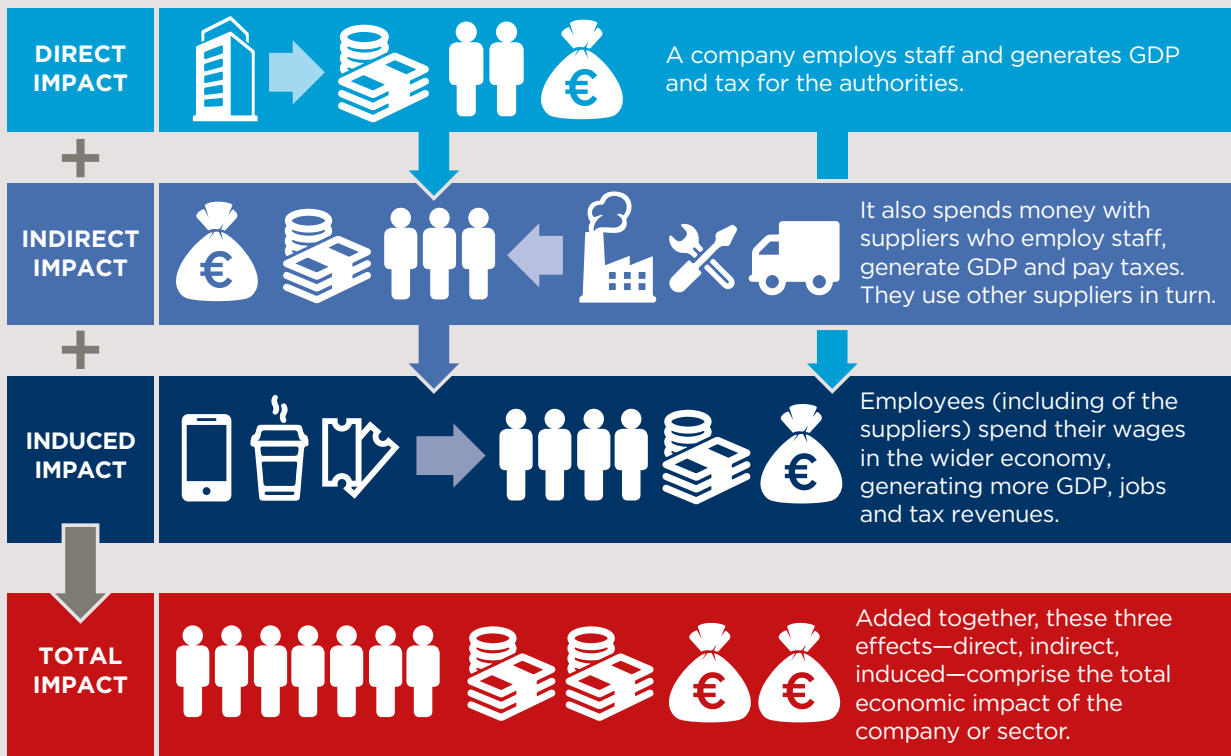 DIRECT
IMPACT
€
A company employs staff and generates GDP
and tax for the authorities.
+
INDIRECT
IMPACT
€
It also spends money with
suppliers who employ staff,
generate GDP and pay taxes.
They use other suppliers in turn.
+
INDUCED
IMPACT
€
Employees (including of the
suppliers) spend their wages
in the wider economy,
generating more GDP, jobs
and tax revenues.
TOTAL
IMPACT
€ €
Added together, these three
effects—direct, indirect,
induced—comprise the total
economic impact of the
company or sector.